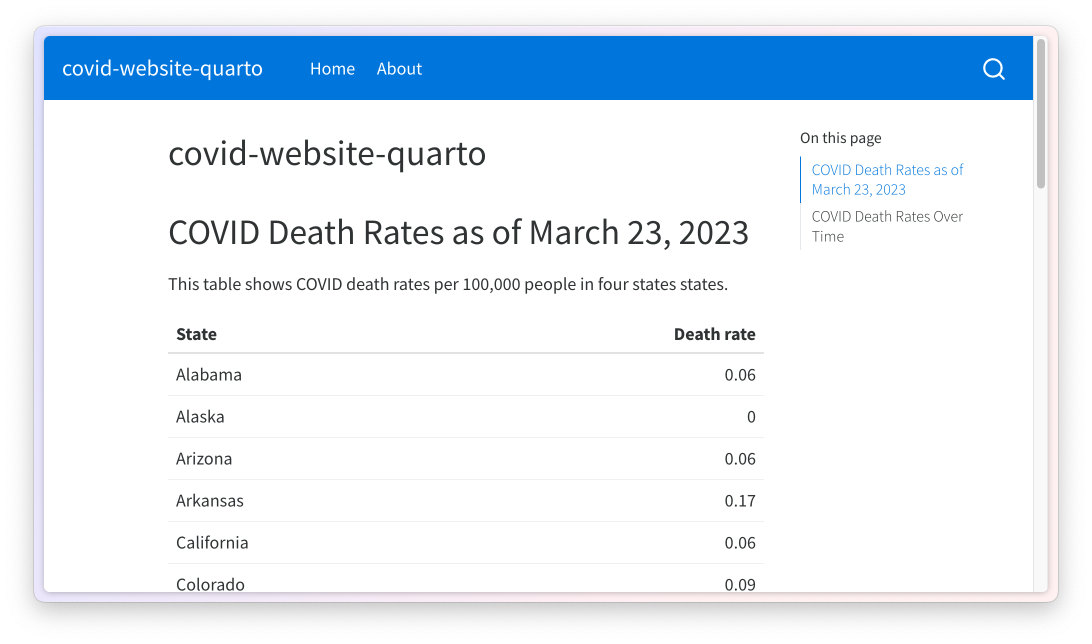 covid-website-quarto Home About
covid-website-quarto
COVID Death Rates as of March 23, 2023
This table shows COVID death rates per 100,000 people in four states states.
State Death rate
Alabama 0.06
Alaska 0
Arizona 0.06
Arkansas 0.17
California 0.06
Colorado 0.09
On this page
COVID Death Rates as of
March 23, 2023
COVID Death Rates Over
Time